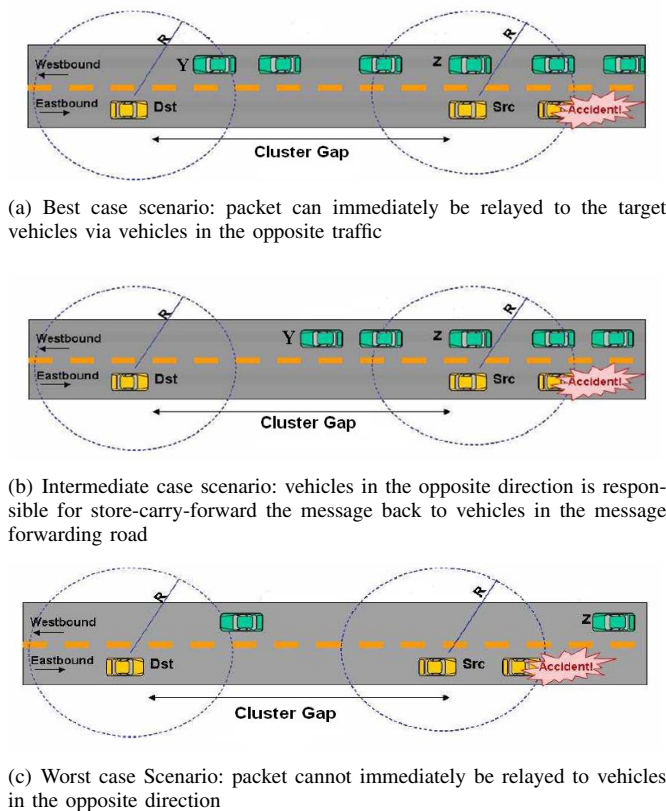 R
R
Westbound
Y
Z
Eastbound
Dst
Src
Accident!
Cluster Gap
(a) Best case scenario: packet can immediately be relayed to the target
vehicles via vehicles in the opposite traffic
R
R
Westbound
Y
Z
Eastbound
Dst
Src
Accident!
Cluster Gap
(b) Intermediate case scenario: vehicles in the opposite direction is respon-
sible for store-carry-forward the message back to vehicles in the message
forwarding road
R
R
Westbound
Z
Eastbound
Dst
Src
Accident!
Cluster Gap
(c) Worst case Scenario: packet cannot immediately be relayed to vehicles
in the opposite direction